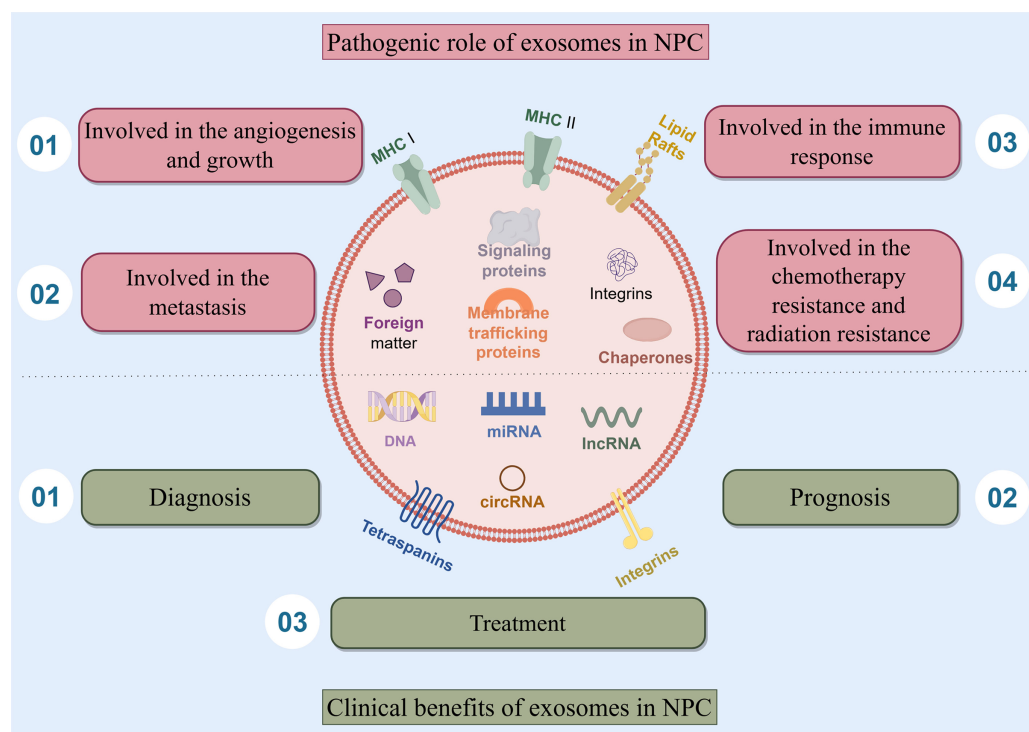 Pathogenic role of exosomes in NPC
01
Involved in the angiogenesis
and growth
MHC I
MHC II
Lipid
Rafts
Involved in the immune
response
03
02
Involved in the
metastasis
Signaling
proteins
Integrins
Foreign
matter
Membrane
trafficking
proteins
Chaperones
Involved in the
chemotherapy
resistance and
radiation resistance
04
DNA
miRNA
lncRNA
circRNA
01
Diagnosis
Tetraspanins
Integrins
Prognosis
02
03
Treatment
Clinical benefits of exosomes in NPC